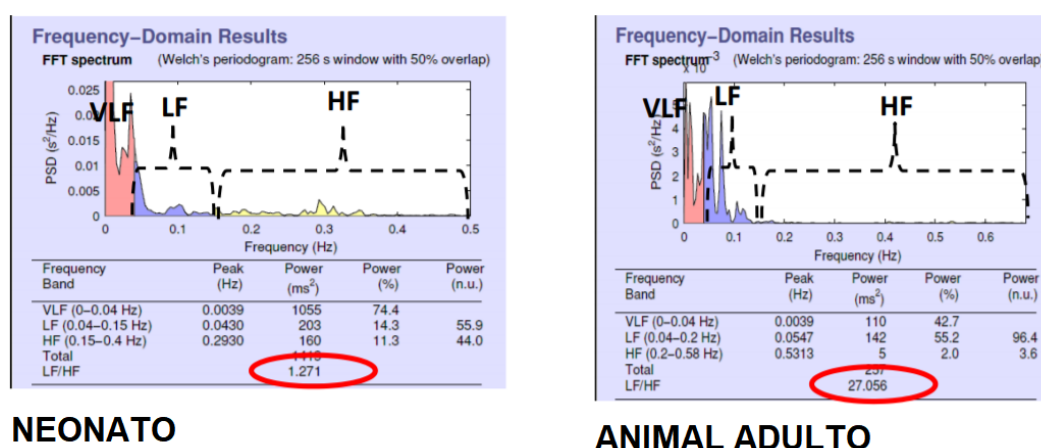 Frequency–Domain Results
FFT spectrum (Welch's periodogram: 256 s window with 50% overlap)
VLF LF HF
PSD (s²/Hz)
0.025
0.02
0.015
0.01
0.005
0
0 0.1 0.2 0.3 0.4 0.5
Frequency (Hz)
Frequency Band Peak (Hz) Power (ms²) Power (%) Power (n.u.)
VLF (0–0.04 Hz) 0.0039 1055 74.4
LF (0.04–0.15 Hz) 0.0430 203 14.3 55.9
HF (0.15–0.4 Hz) 0.2930 160 11.3 44.0
Total
LF/HF 1.271
NEONATO
Frequency–Domain Results
FFT spectrum (Welch's periodogram: 256 s window with 50% overlap)
x 10⁻³
VLF LF HF
PSD (s²/Hz)
5
4
3
2
1
0
0 0.1 0.2 0.3 0.4 0.5 0.6
Frequency (Hz)
Frequency Band Peak (Hz) Power (ms²) Power (%) Power (n.u.)
VLF (0–0.04 Hz) 0.0039 110 42.7
LF (0.04–0.2 Hz) 0.0547 142 55.2 96.4
HF (0.2–0.58 Hz) 0.5313 5 2.0 3.6
Total 257
LF/HF 27.056
ANIMAL ADULTO